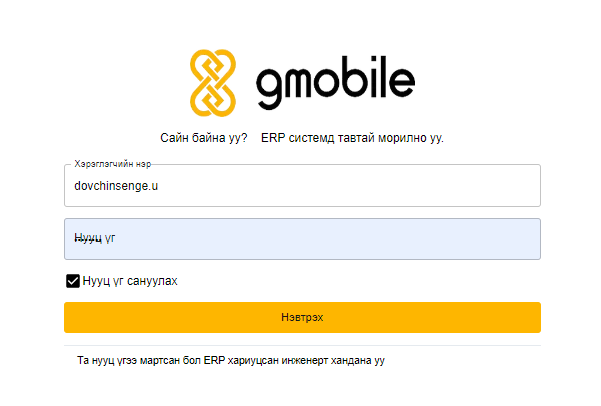 gmobile
Сайн байна уу? ERP системд тавтай морилно уу.
Хэрэглэгчийн нэр
dovchinsenge.u
Нууц үг
Нууц үг сануулах
Нэвтрэх
Та нууц үгээ мартсан бол ERP хариуцсан инженерт хандана уу